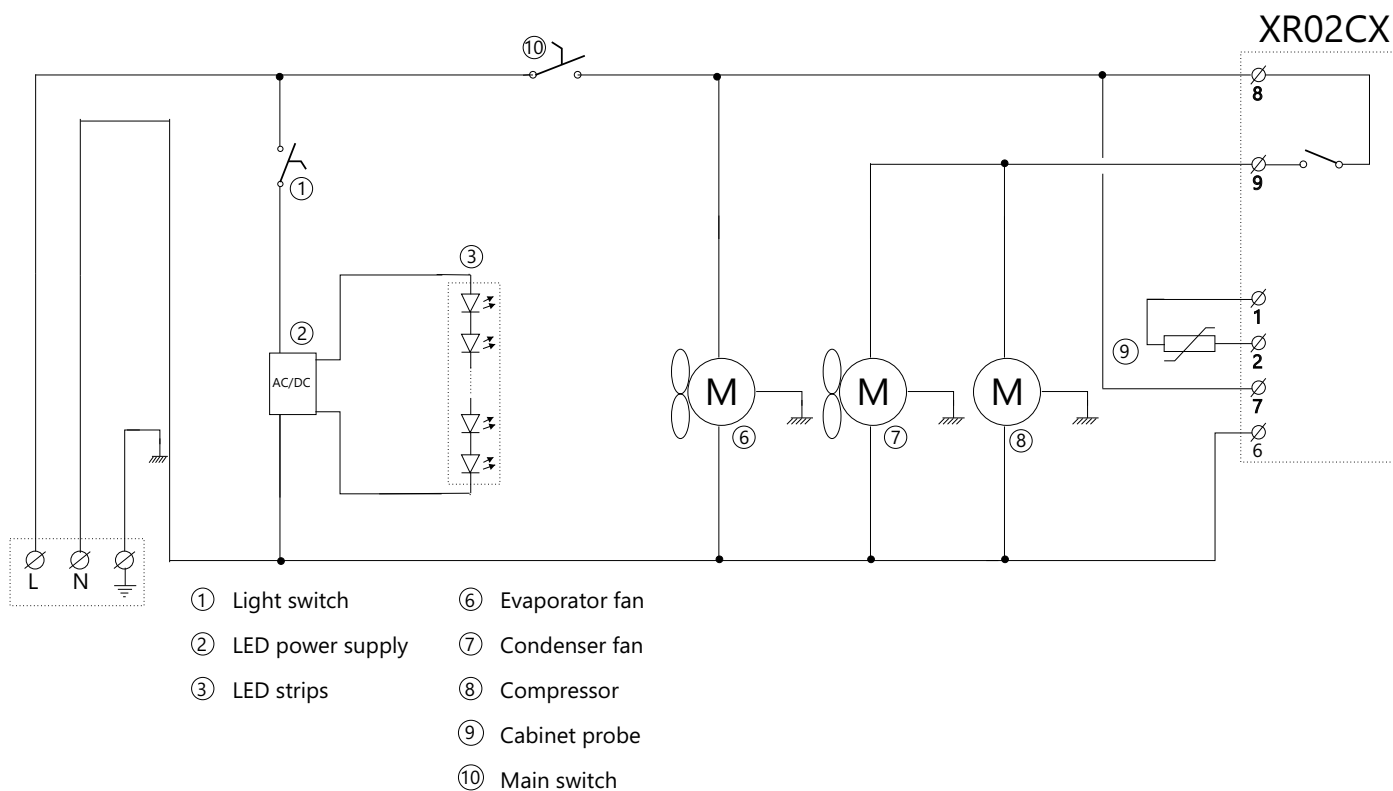 XR02CX
⑩
8
①
9
③
②
AC/DC
1
⑨
2
M
M
M
7
⑥
⑦
⑧
6
L N
① Light switch
② LED power supply
③ LED strips
⑥ Evaporator fan
⑦ Condenser fan
⑧ Compressor
⑨ Cabinet probe
⑩ Main switch